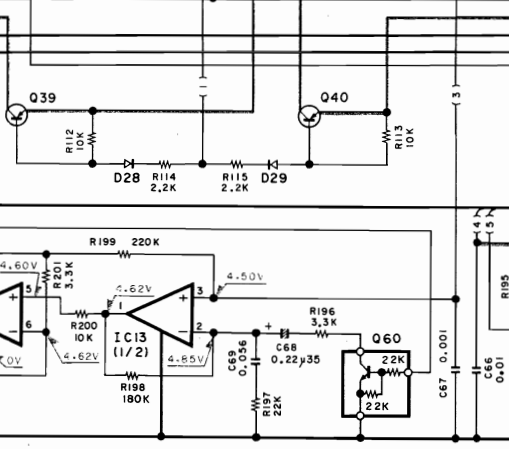 Q39
Q40
1
3
R112
10K
R113
10K
D28
R114
2.2K
R115
2.2K
D29
R199 220K
4
5
4.60V
R201
3.3K
4.62V
4.50V
R195
5
3
R200
10K
IC13
(1/2)
6
2
R196
3.3K
C68
0.22µ35
Q60
0V
4.62V
4.85V
C69
0.056
22K
C67 0.001
C66
0.01
R198
180K
R197
22K
22K